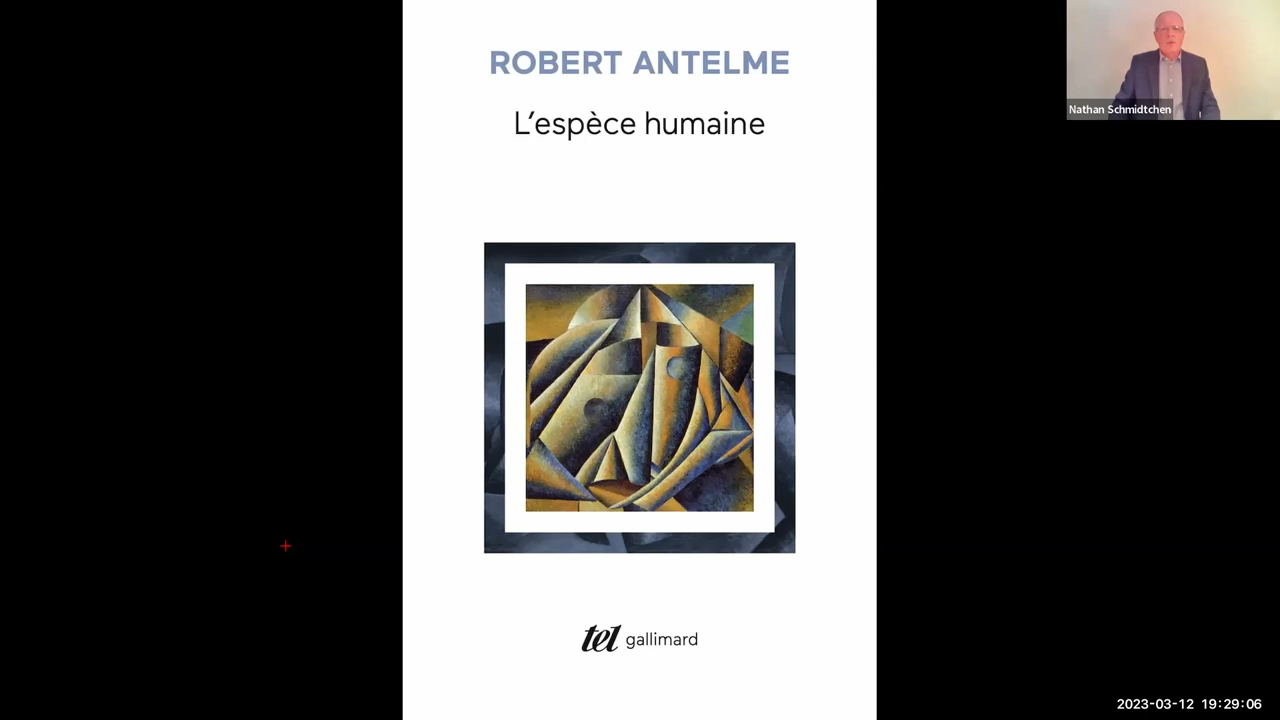 ROBERT ANTELME
L'espèce humaine
tel gallimard
Nathan Schmidtchen
2023-03-12 19:29:06